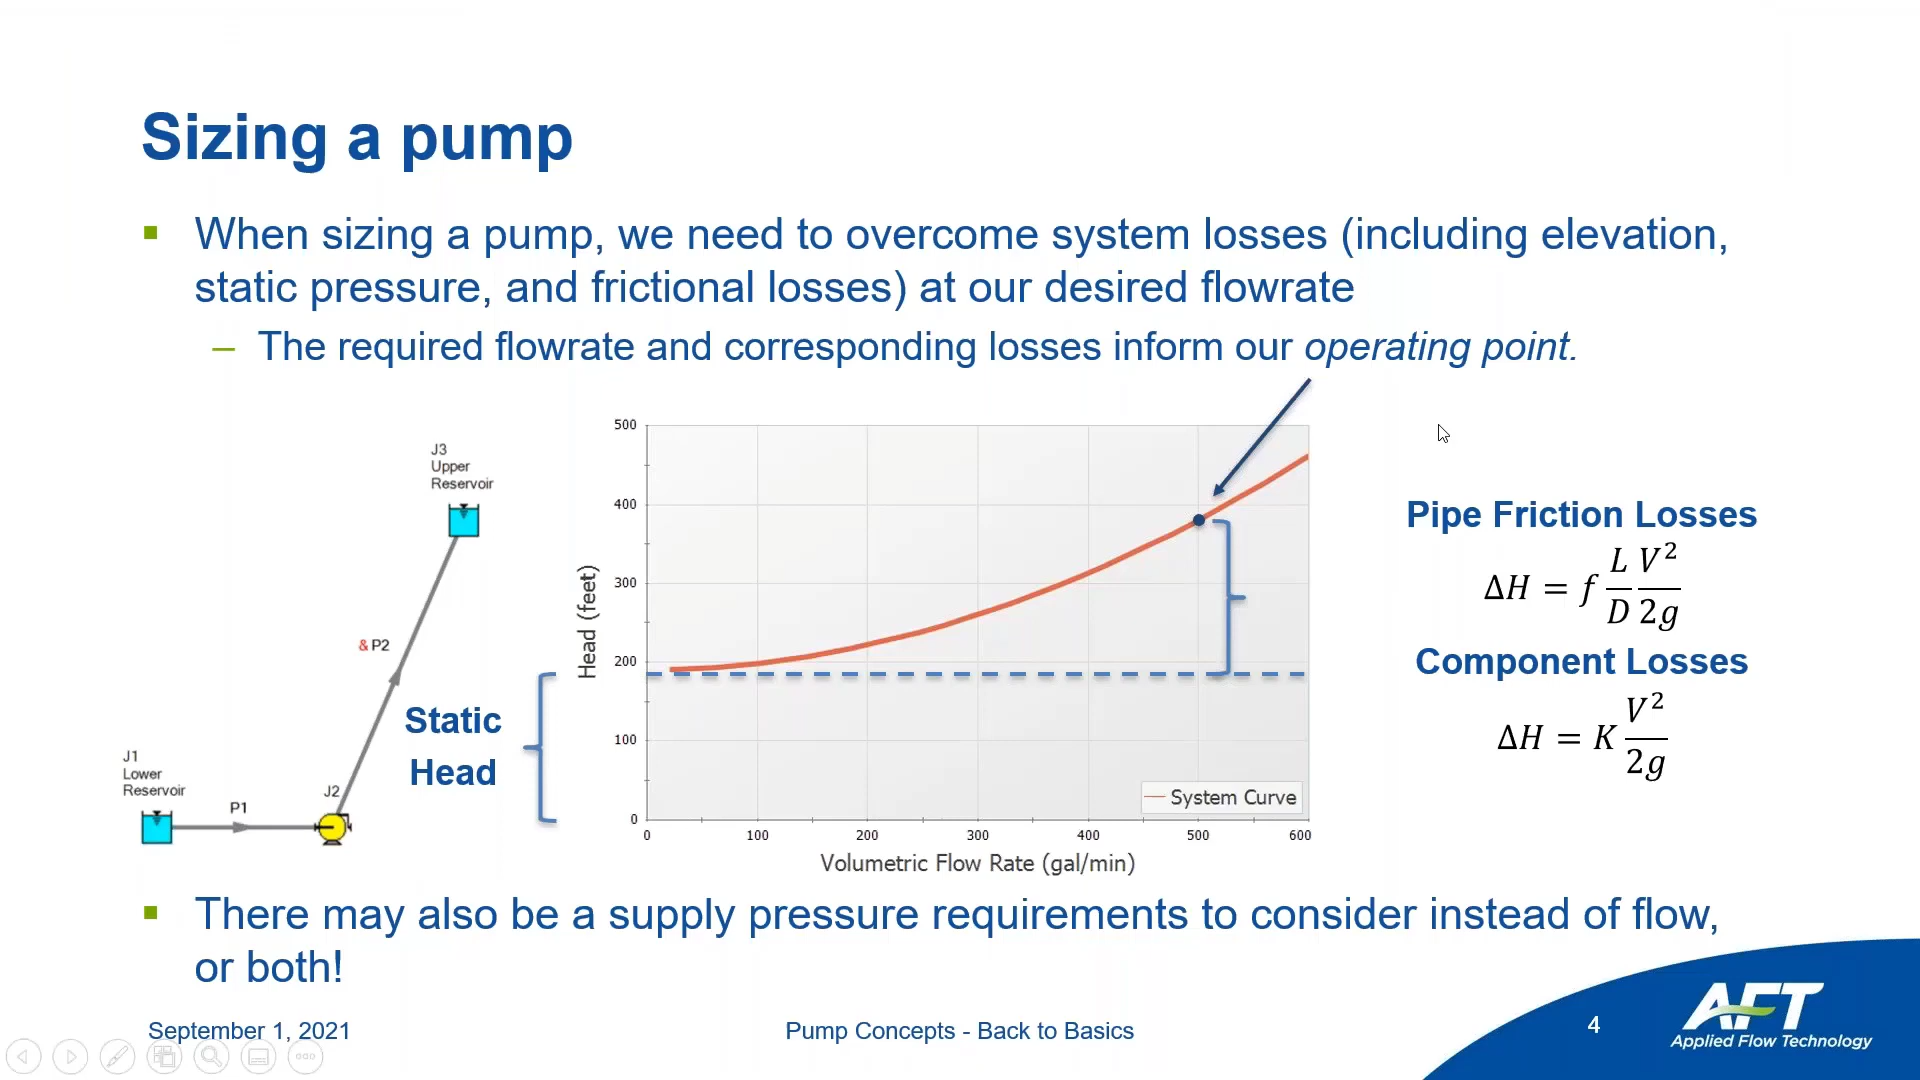 Sizing a pump
▪ When sizing a pump, we need to overcome system losses (including elevation,
static pressure, and frictional losses) at our desired flowrate
– The required flowrate and corresponding losses inform our operating point.
J3
Upper
Reservoir
& P2
J1
Lower
Reservoir
P1
J2
Static
Head
Head (feet)
500
400
300
200
100
0
0 100 200 300 400 500 600
Volumetric Flow Rate (gal/min)
System Curve
Pipe Friction Losses
ΔH = f L/D V²/2g
Component Losses
ΔH = K V²/2g
▪ There may also be a supply pressure requirements to consider instead of flow,
or both!
September 1, 2021
Pump Concepts - Back to Basics
4
AFT
Applied Flow Technology